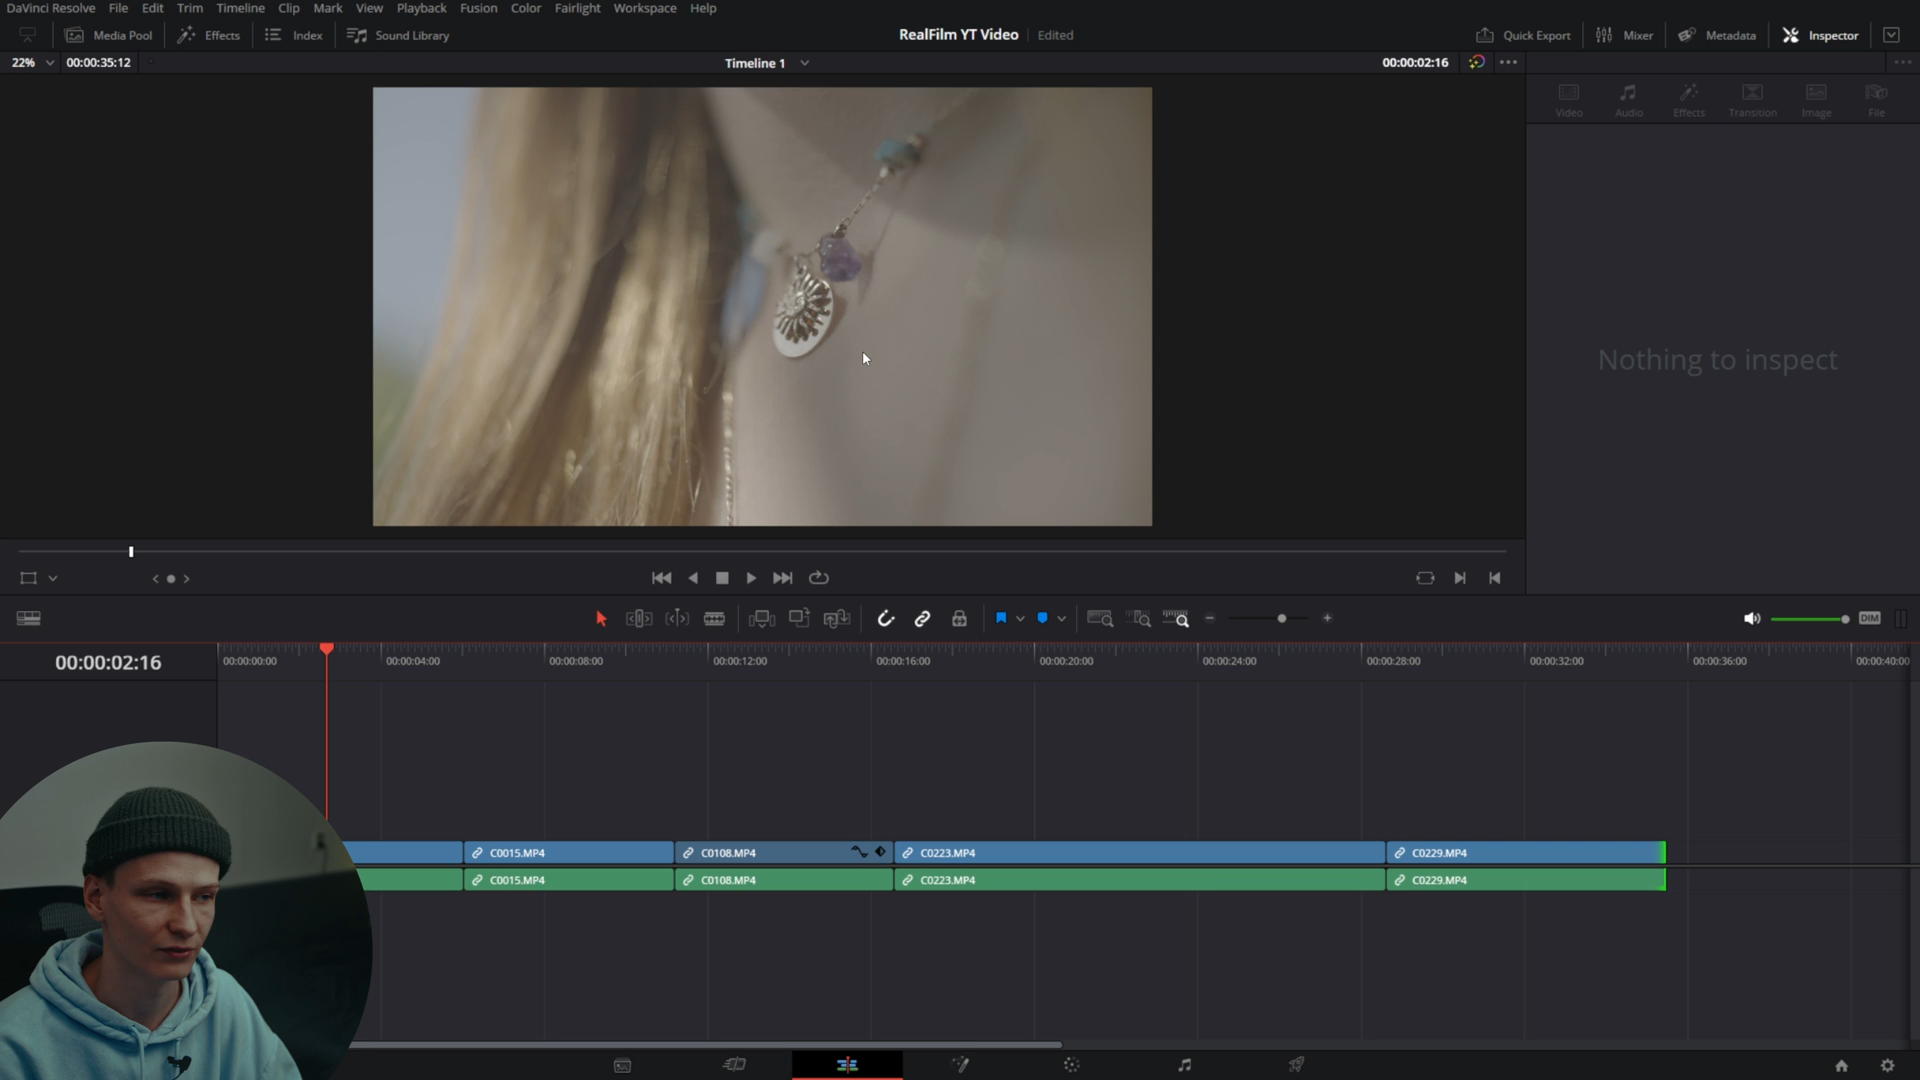 DaVinci Resolve File Edit Trim Timeline Clip Mark View Playback Fusion Color Fairlight Workspace Help
Media Pool Effects Index Sound Library RealFilm YT Video Edited Quick Export Mixer Metadata Inspector
22% 00:00:35:12 Timeline 1 00:00:02:16
Video Audio Effects Transition Image File
Nothing to inspect
DIM
00:00:02:16 00:00:00:00 00:00:04:00 00:00:08:00 00:00:12:00 00:00:16:00 00:00:20:00 00:00:24:00 00:00:28:00 00:00:32:00 00:00:36:00 00:00:40:00
C0015.MP4 C0108.MP4 C0223.MP4 C0229.MP4
C0015.MP4 C0108.MP4 C0223.MP4 C0229.MP4